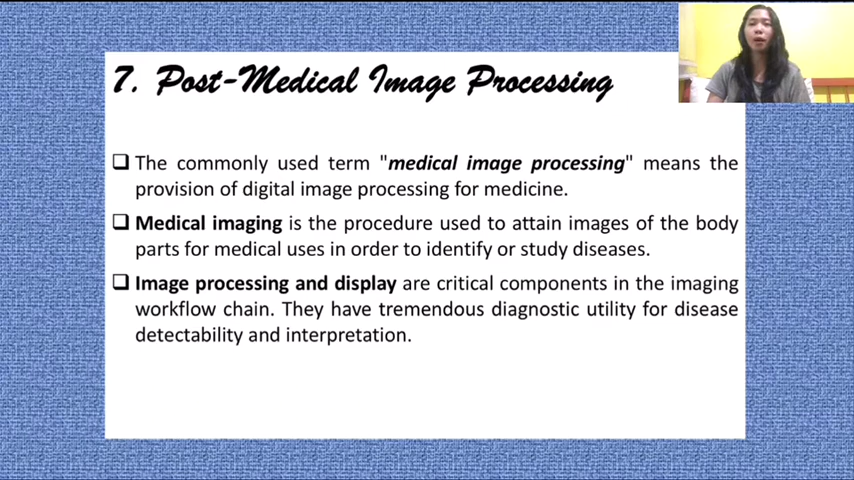 7. Post-Medical Image Processing
❑ The commonly used term "medical image processing" means the
provision of digital image processing for medicine.
❑ Medical imaging is the procedure used to attain images of the body
parts for medical uses in order to identify or study diseases.
❑ Image processing and display are critical components in the imaging
workflow chain. They have tremendous diagnostic utility for disease
detectability and interpretation.